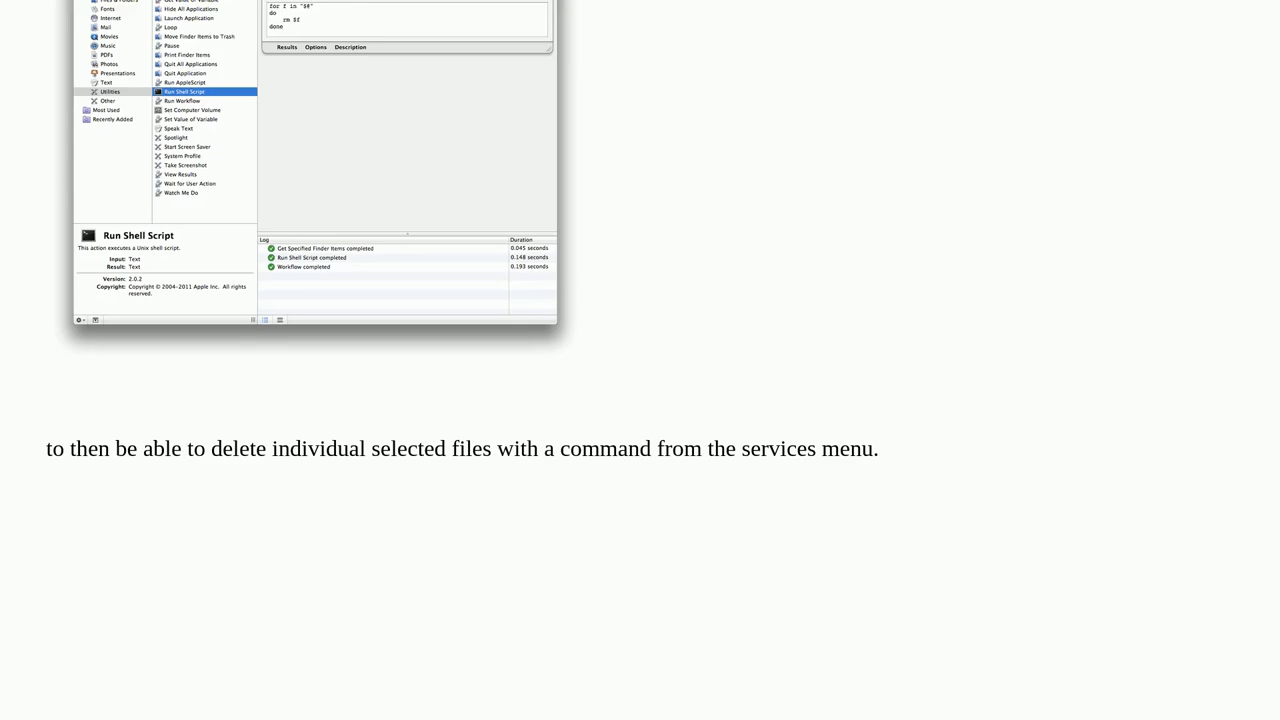 Files & Folders
Fonts
Internet
Mail
Movies
Music
PDFs
Photos
Presentations
Text
Utilities
Other
Most Used
Recently Added
Get Value of Variable
Hide All Applications
Launch Application
Loop
Move Finder Items to Trash
Pause
Print Finder Items
Quit All Applications
Quit Application
Run AppleScript
Run Shell Script
Run Workflow
Set Computer Volume
Set Value of Variable
Speak Text
Spotlight
Start Screen Saver
System Profile
Take Screenshot
View Results
Wait for User Action
Watch Me Do
for f in "$@"
do
rm $f
done
Results Options Description
Run Shell Script
This action executes a Unix shell script.
Input: Text
Result: Text
Version: 2.0.2
Copyright: Copyright © 2004–2011 Apple Inc. All rights
reserved.
Log Duration
Get Specified Finder Items completed 0.045 seconds
Run Shell Script completed 0.148 seconds
Workflow completed 0.193 seconds
to then be able to delete individual selected files with a command from the services menu.